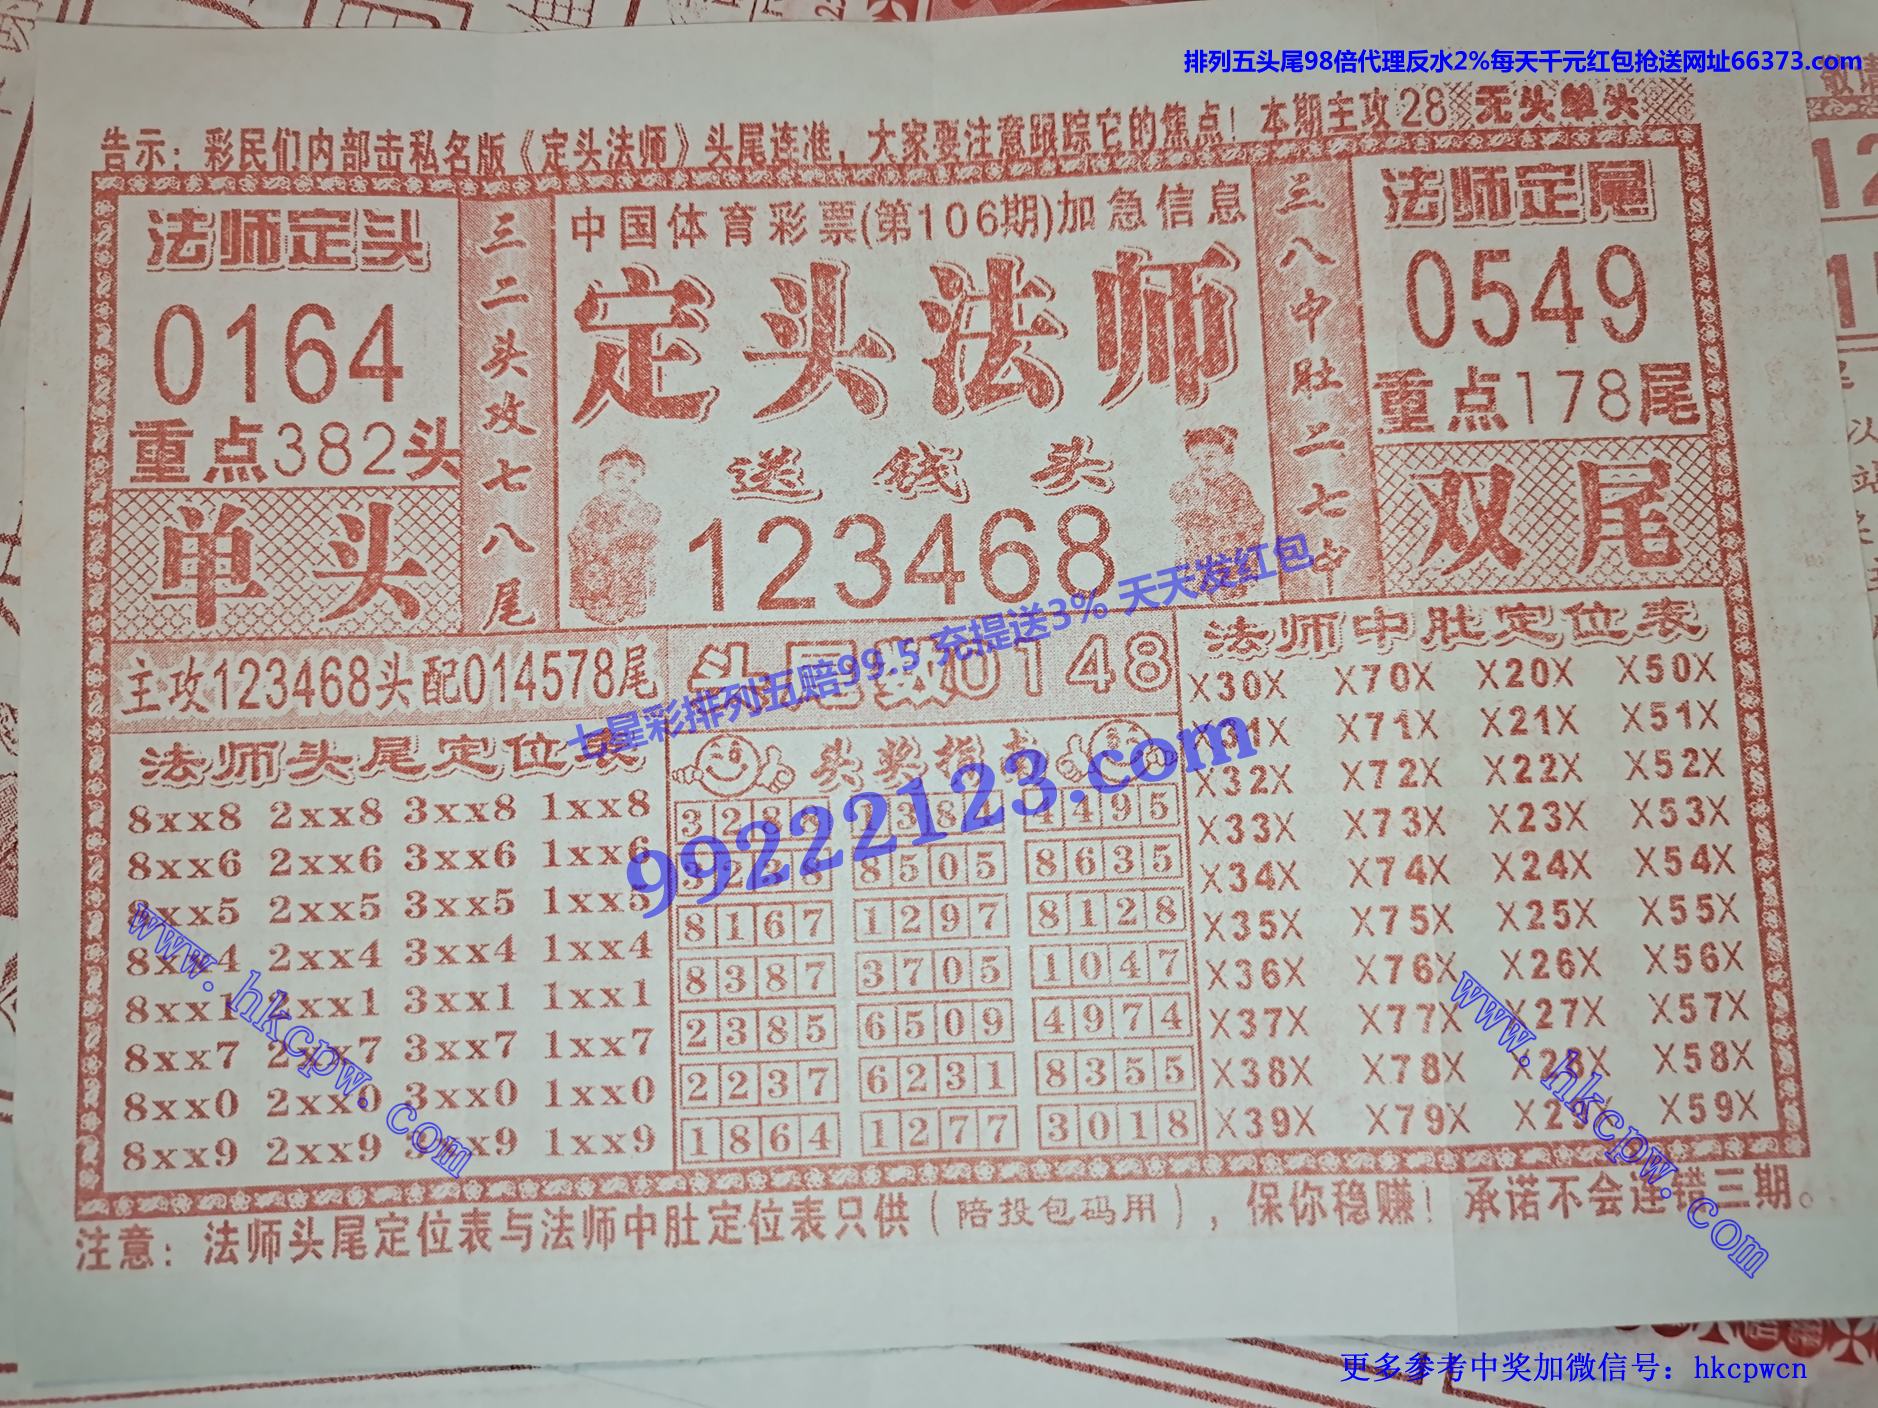 排列五头尾98倍代理反水2%每天千元红包抢送网址66373.com
告示：彩民们内部击私名版《定头法师》头尾连准，大家要注意跟踪它的焦点！本期主攻28 无头单头
法师定头
0164
重点382头
单头
三二头攻七八尾
中国体育彩票(第106期)加急信息
定头法师
送钱头
123468
三八中肚二七中
法师定尾
0549
重点178尾
双尾
主攻123468头配014578尾
头尾数0148
七星彩排列五赔99.5 充提送3% 天天发红包
99222123.com
法师头尾定位表
8xx8 2xx8 3xx8 1xx8
8xx6 2xx6 3xx6 1xx6
8xx5 2xx5 3xx5 1xx5
8xx4 2xx4 3xx4 1xx4
8xx1 2xx1 3xx1 1xx1
8xx7 2xx7 3xx7 1xx7
8xx0 2xx0 3xx0 1xx0
8xx9 2xx9 3xx9 1xx9
头奖指
3288 1384 4495
8505 8635
8167 1297 8128
8387 3705 1047
2385 6509 4974
2237 6231 8355
1864 1277 3018
法师中肚定位表
X30X X70X X20X X50X
X31X X71X X21X X51X
X32X X72X X22X X52X
X33X X73X X23X X53X
X34X X74X X24X X54X
X35X X75X X25X X55X
X36X X76X X26X X56X
X37X X77X X27X X57X
X38X X78X X28X X58X
X39X X79X X29X X59X
www.hkcpw.com
www.hkcpw.com
注意：法师头尾定位表与法师中肚定位表只供（陪投包码用），保你稳赚！承诺不会连错三期。
更多参考中奖加微信号：hkcpwcn